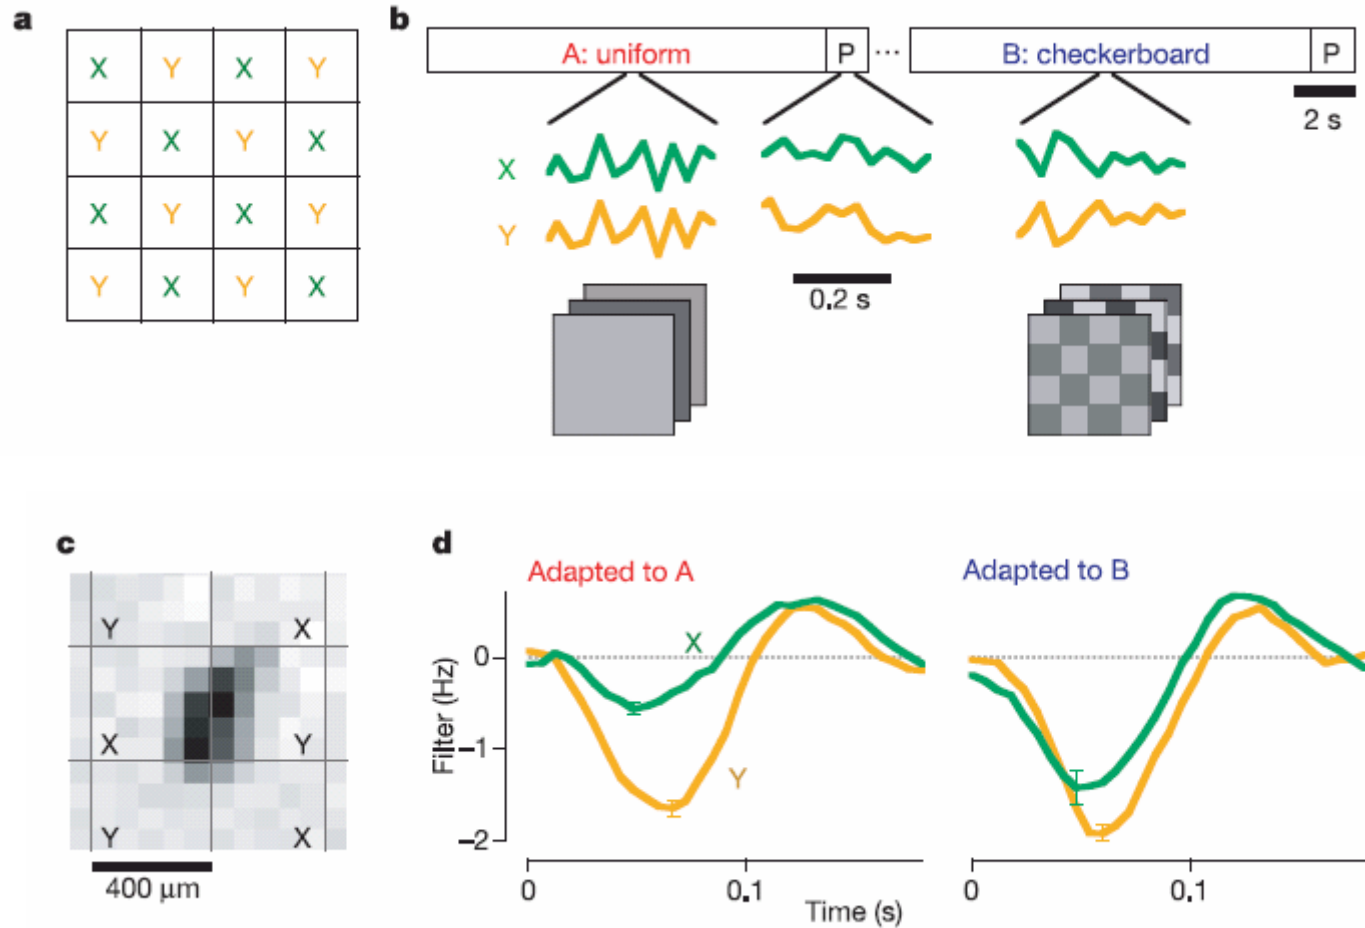 a
X Y X Y
Y X Y X
X Y X Y
Y X Y X
b
A: uniform P ... B: checkerboard P
2 s
X
Y
0.2 s
c
Y X
X Y
Y X
400 µm
d
Adapted to A
Adapted to B
Filter (Hz)
0
−1
−2
X
Y
0 0.1
0 0.1
Time (s)